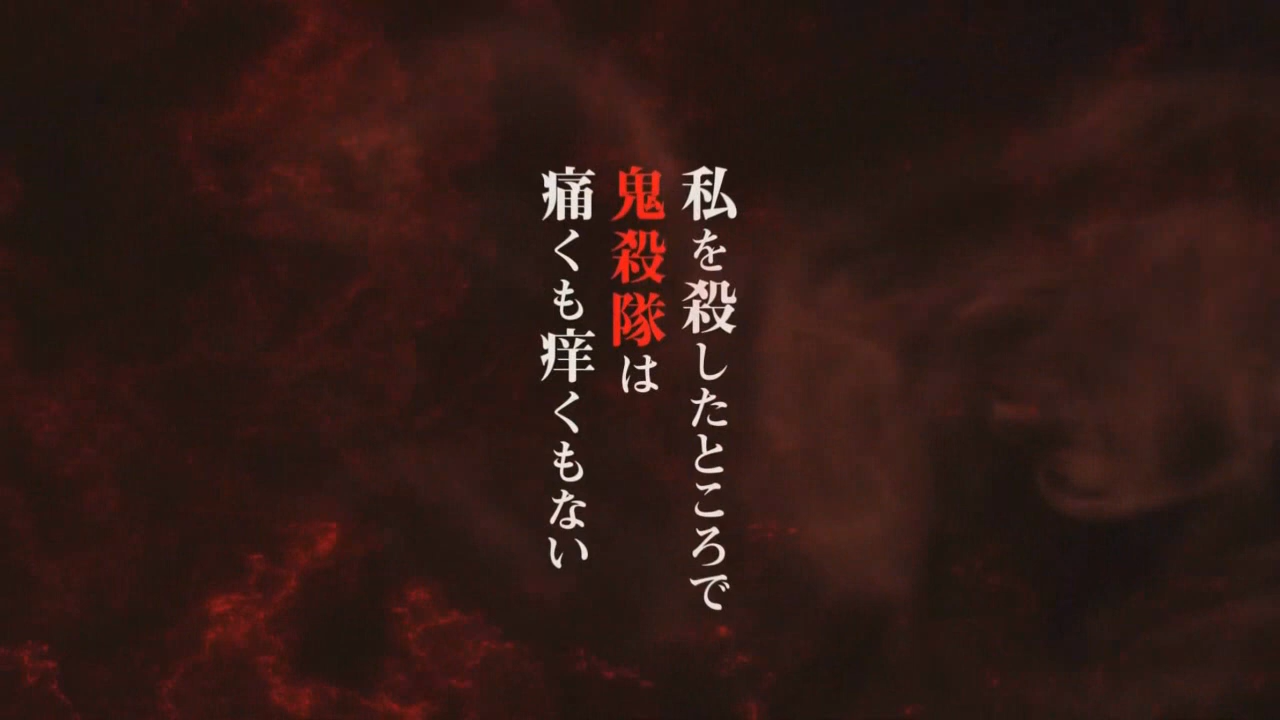 私を殺したところで
鬼殺隊は
痛くも痒くもない